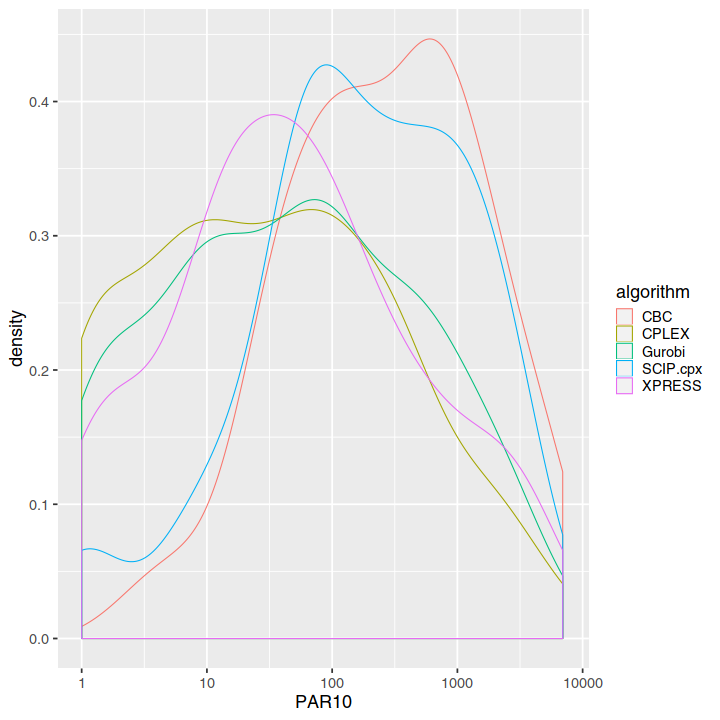 density
0.4
0.3
0.2
0.1
0.0
1 10 100 1000 10000
PAR10
algorithm
CBC
CPLEX
Gurobi
SCIP.cpx
XPRESS